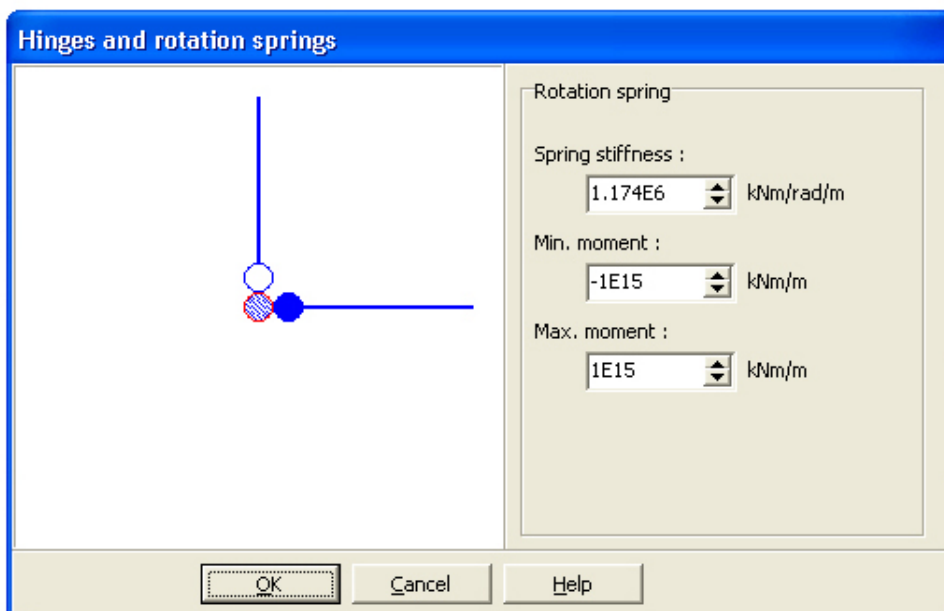 Hinges and rotation springs
Rotation spring
Spring stiffness :
1.174E6 kNm/rad/m
Min. moment :
-1E15 kNm/m
Max. moment :
1E15 kNm/m
OK Cancel Help